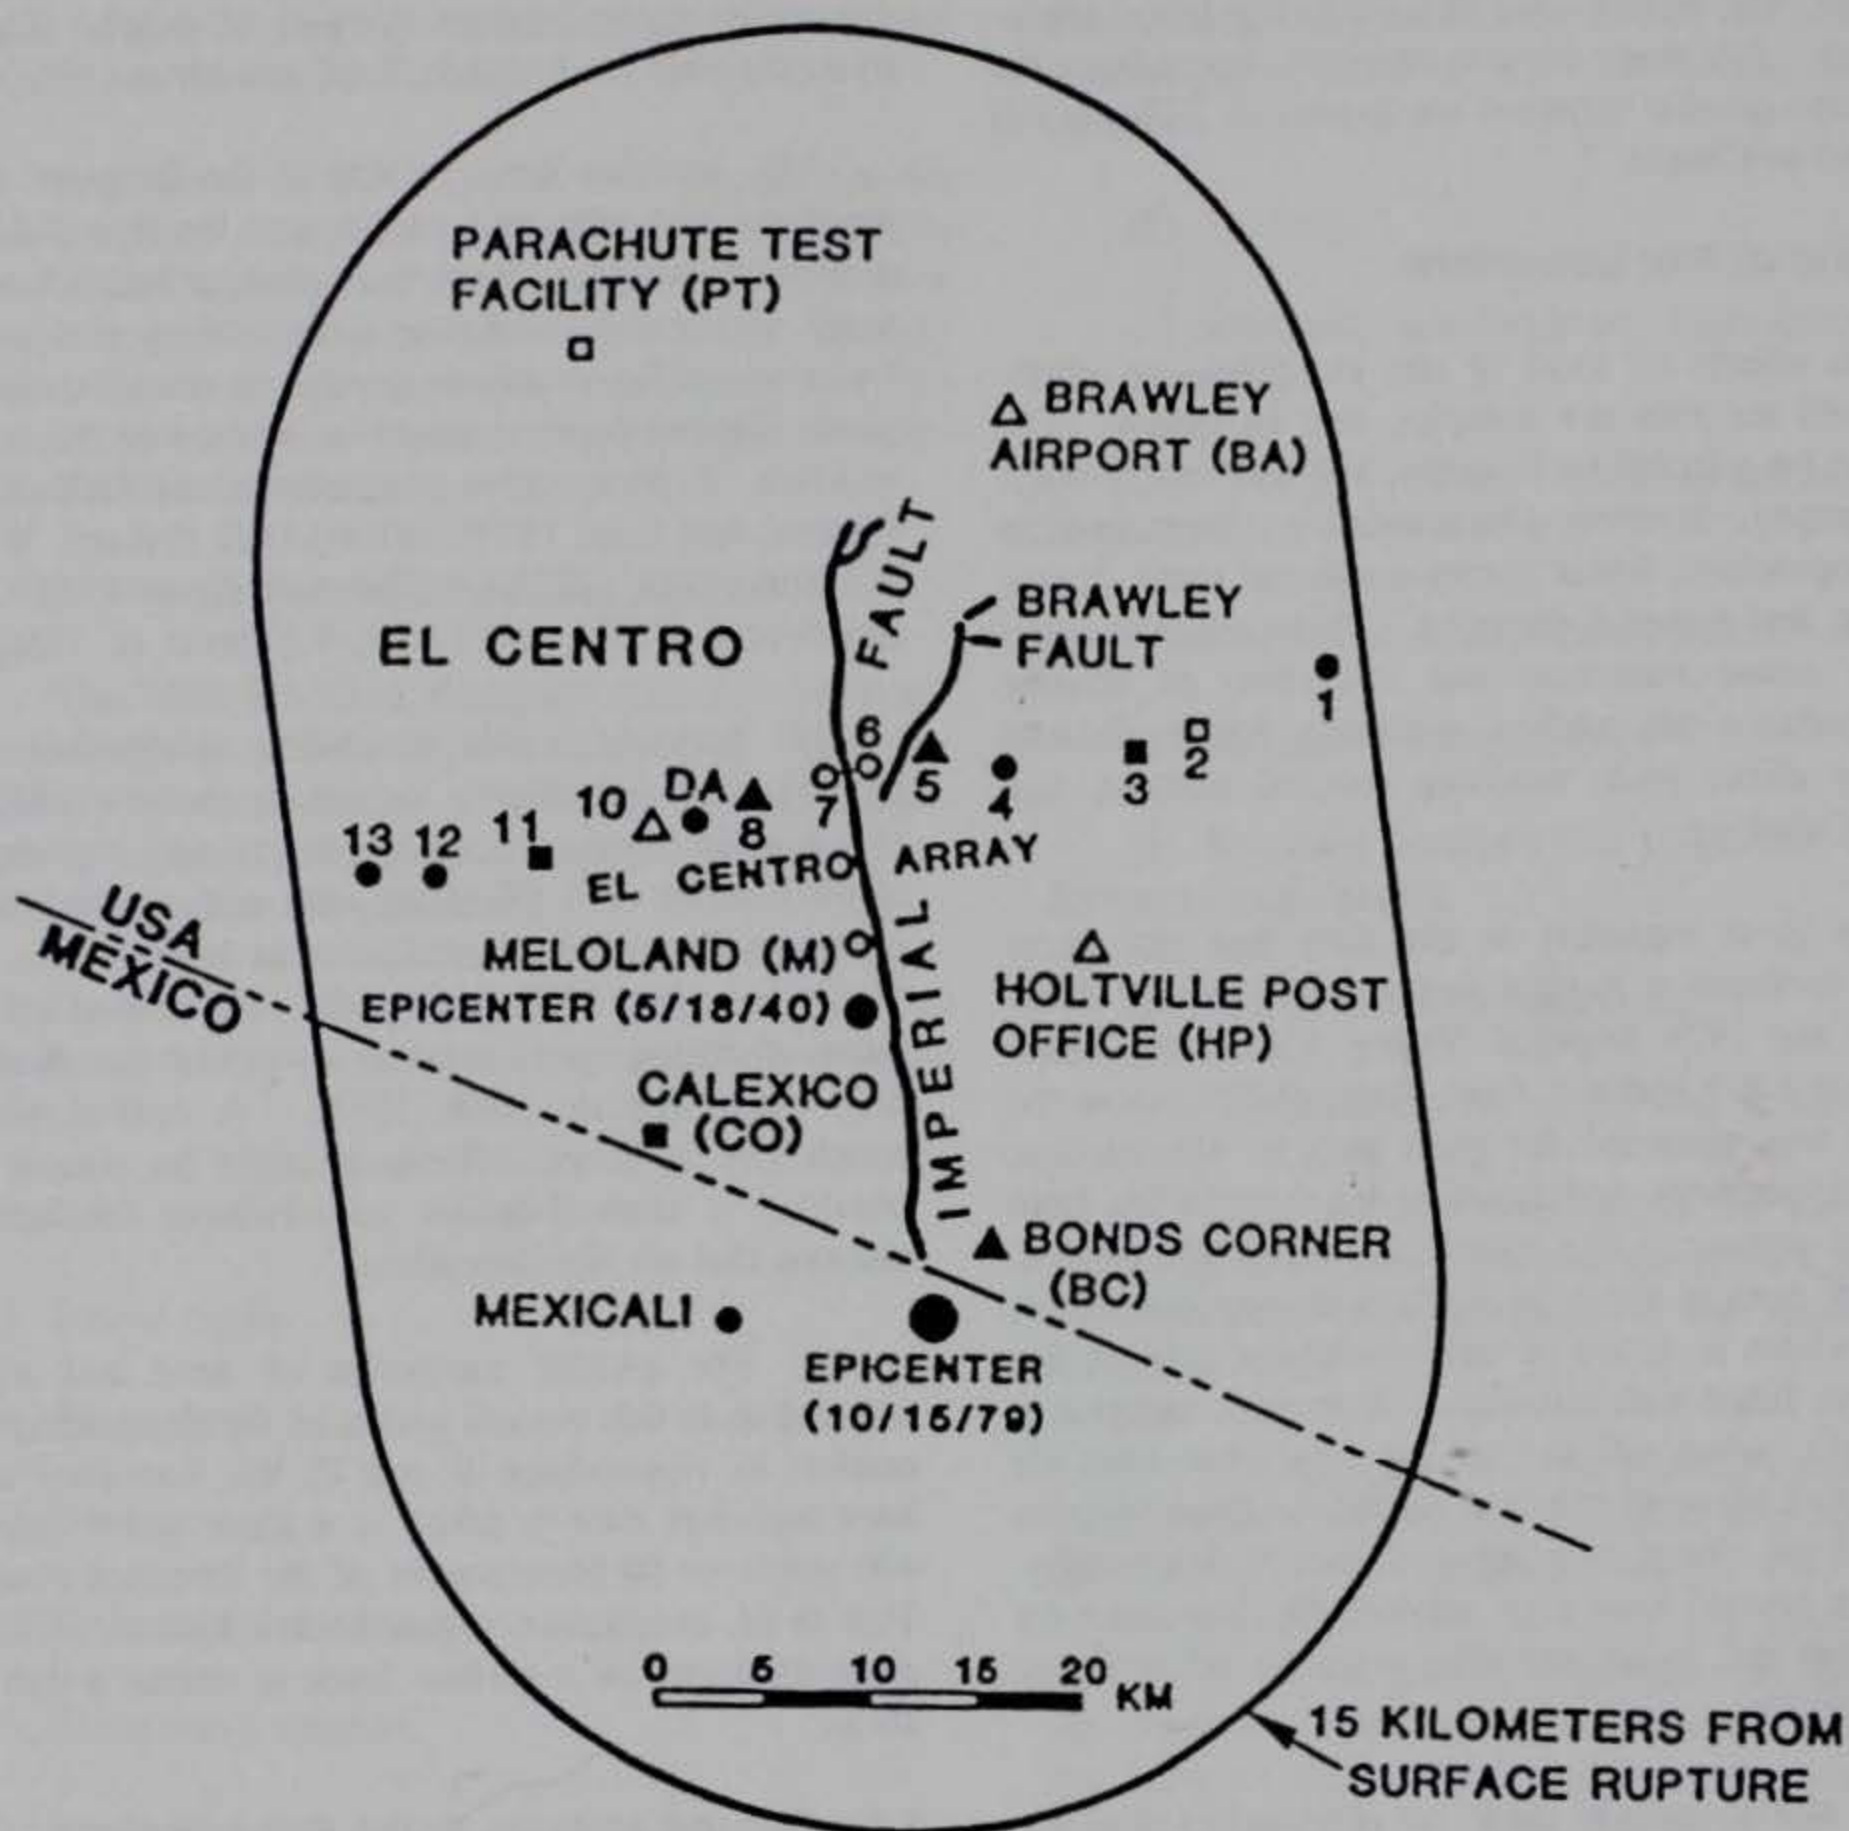 PARACHUTE TEST
FACILITY (PT)
BRAWLEY
AIRPORT (BA)
FAULT
BRAWLEY
FAULT
EL CENTRO
1
6
2
3
5
4
7
DA
8
10
11
12
13
EL CENTRO ARRAY
USA
MEXICO
MELOLAND (M)
EPICENTER (5/18/40)
IMPERIAL
HOLTVILLE POST
OFFICE (HP)
CALEXICO
(CO)
BONDS CORNER
(BC)
MEXICALI
EPICENTER
(10/15/79)
0 5 10 15 20 KM
15 KILOMETERS FROM
SURFACE RUPTURE